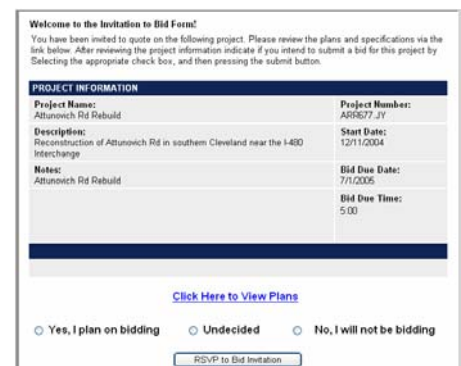 Welcome to the Invitation to Bid Form!
You have been invited to quote on the following project. Please review the
plans and specifications via the
link below. After reviewing the project information indicate if you intend to
submit a bid for this project by
Selecting the appropriate check box, and then pressing the submit button.
PROJECT INFORMATION
Project Name:
Attunovich Rd Rebuild
Project Number:
ARR677.JY
Description:
Reconstruction of Attunovich Rd in southern Cleveland near the I-480
Interchange
Start Date:
12/11/2004
Notes:
Attunovich Rd Rebuild
Bid Due Date:
7/1/2005
Bid Due Time:
5:00
Click Here to View Plans
Yes, I plan on bidding
Undecided
No, I will not be bidding
RSVP to Bid Invitation